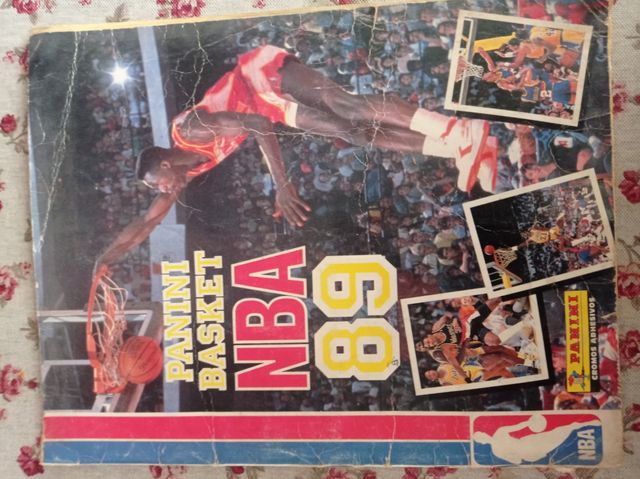 PANINI
BASKET
NBA
89
PANINI
CROMOS ADHESIVOS
NBA